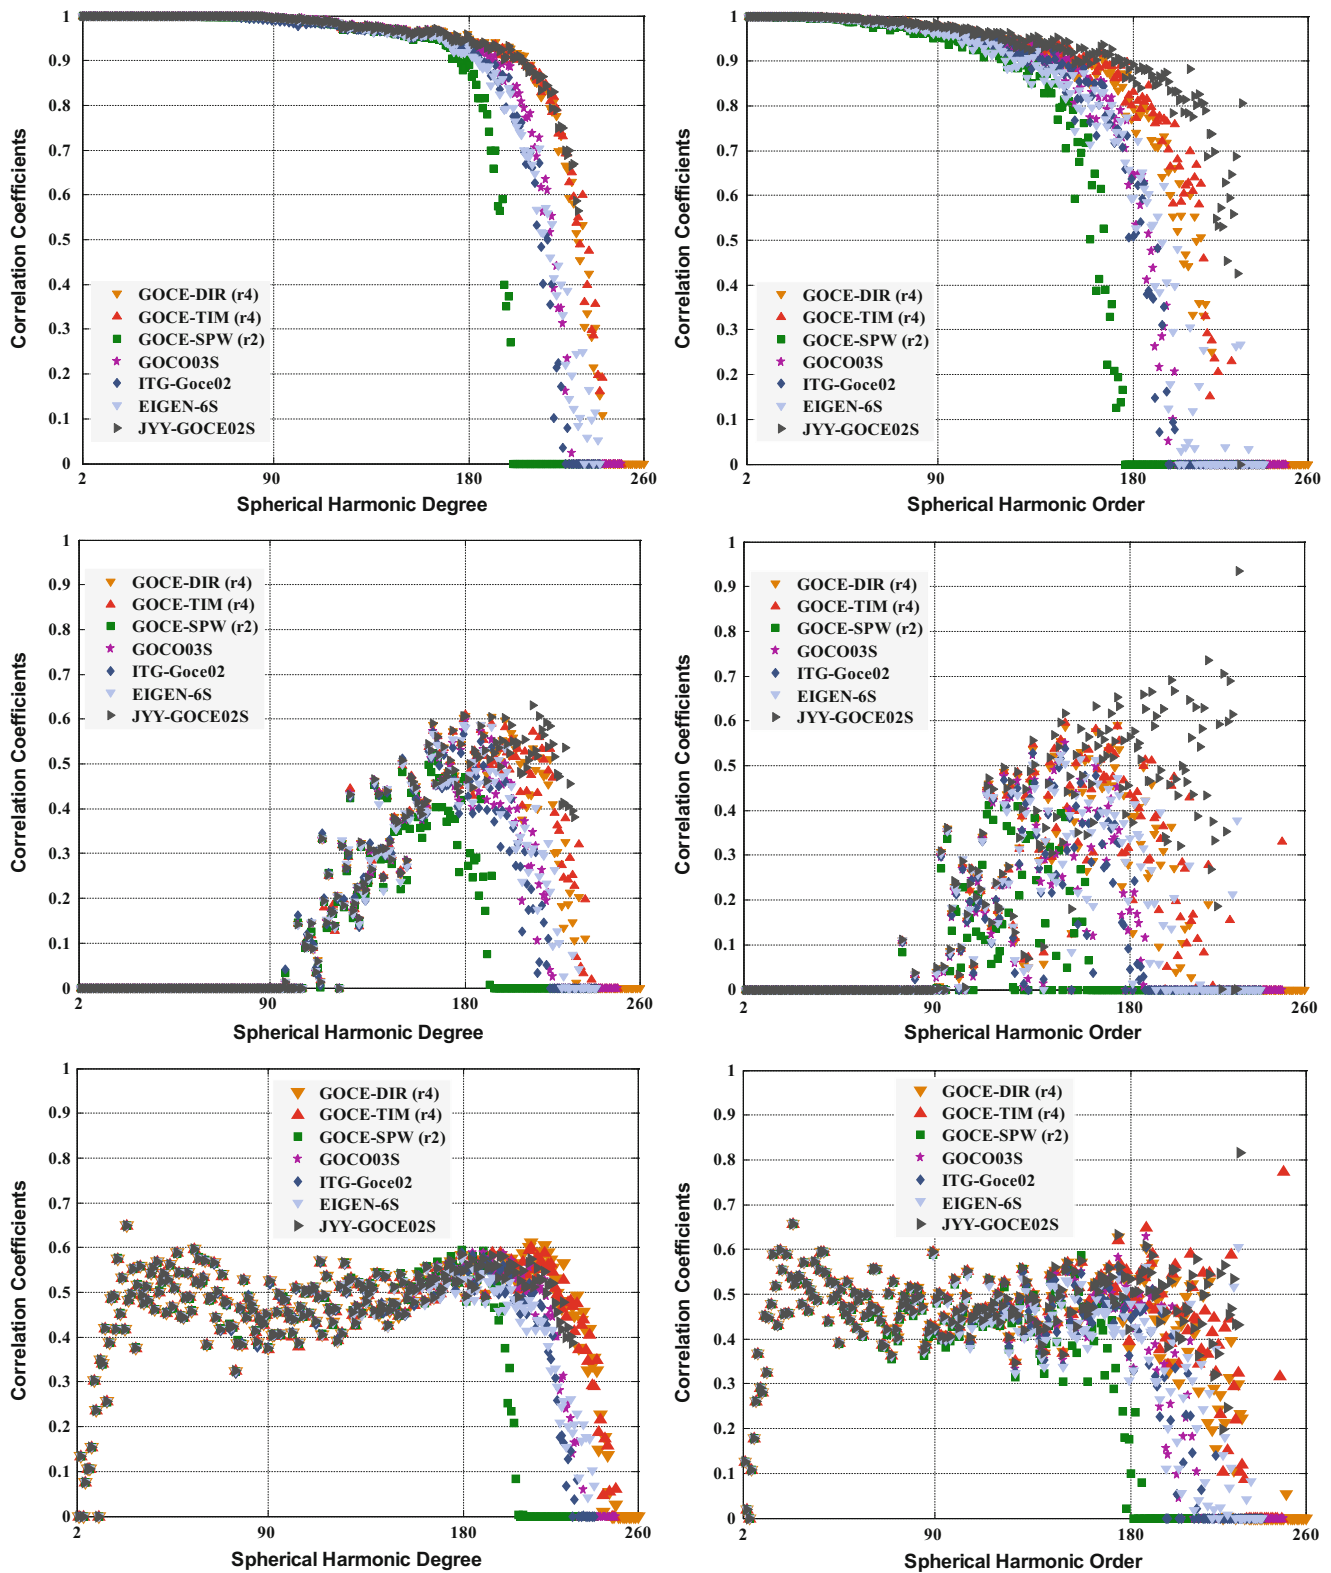 1
0.9
0.8
0.7
0.6
0.5
0.4
0.3
0.2
0.1
0
Correlation Coefficients
GOCE-DIR (r4)
GOCE-TIM (r4)
GOCE-SPW (r2)
GOCO03S
ITG-Goce02
EIGEN-6S
JYY-GOCE02S
2 90 180 260
Spherical Harmonic Degree
1
0.9
0.8
0.7
0.6
0.5
0.4
0.3
0.2
0.1
0
Correlation Coefficients
GOCE-DIR (r4)
GOCE-TIM (r4)
GOCE-SPW (r2)
GOCO03S
ITG-Goce02
EIGEN-6S
JYY-GOCE02S
2 90 180 260
Spherical Harmonic Order
1
0.9
0.8
0.7
0.6
0.5
0.4
0.3
0.2
0.1
0
Correlation Coefficients
GOCE-DIR (r4)
GOCE-TIM (r4)
GOCE-SPW (r2)
GOCO03S
ITG-Goce02
EIGEN-6S
JYY-GOCE02S
2 90 180 260
Spherical Harmonic Degree
1
0.9
0.8
0.7
0.6
0.5
0.4
0.3
0.2
0.1
0
Correlation Coefficients
GOCE-DIR (r4)
GOCE-TIM (r4)
GOCE-SPW (r2)
GOCO03S
ITG-Goce02
EIGEN-6S
JYY-GOCE02S
2 90 180 260
Spherical Harmonic Order
1
0.9
0.8
0.7
0.6
0.5
0.4
0.3
0.2
0.1
0
Correlation Coefficients
GOCE-DIR (r4)
GOCE-TIM (r4)
GOCE-SPW (r2)
GOCO03S
ITG-Goce02
EIGEN-6S
JYY-GOCE02S
2 90 180 260
Spherical Harmonic Degree
1
0.9
0.8
0.7
0.6
0.5
0.4
0.3
0.2
0.1
0
Correlation Coefficients
GOCE-DIR (r4)
GOCE-TIM (r4)
GOCE-SPW (r2)
GOCO03S
ITG-Goce02
EIGEN-6S
JYY-GOCE02S
2 90 180 260
Spherical Harmonic Order